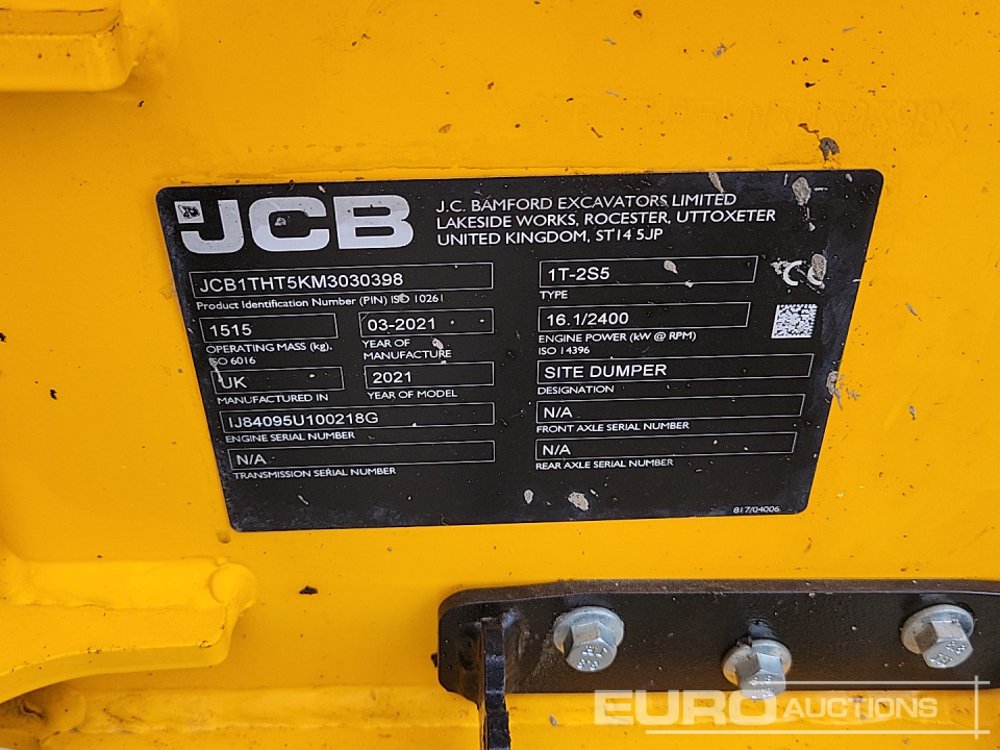 JCB
J.C. BAMFORD EXCAVATORS LIMITED
LAKESIDE WORKS, ROCESTER, UTTOXETER
UNITED KINGDOM, ST14 5JP
JCB1THT5KM3030398
Product Identification Number (PIN) ISO 10261
1515
OPERATING MASS (kg).
ISO 6016
03-2021
YEAR OF
MANUFACTURE
UK
MANUFACTURED IN
2021
YEAR OF MODEL
IJ84095U100218G
ENGINE SERIAL NUMBER
N/A
TRANSMISSION SERIAL NUMBER
1T-2S5
TYPE
CE
16.1/2400
ENGINE POWER (kW @ RPM)
ISO 14396
SITE DUMPER
DESIGNATION
N/A
FRONT AXLE SERIAL NUMBER
N/A
REAR AXLE SERIAL NUMBER
817/04006
EURO AUCTIONS